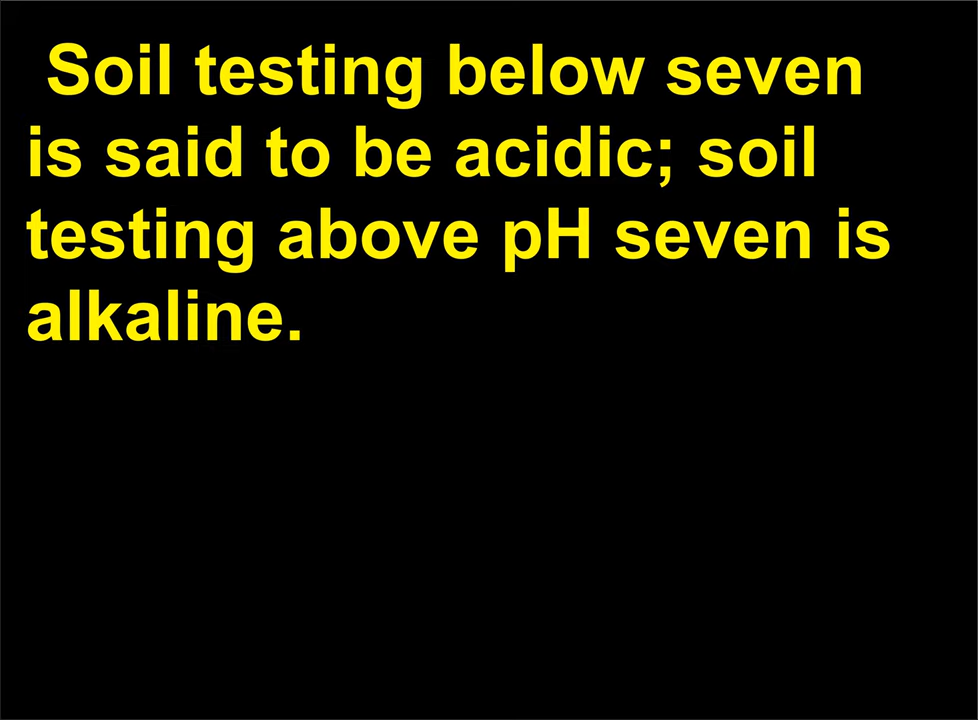 Soil testing below seven
is said to be acidic; soil
testing above pH seven is
alkaline.